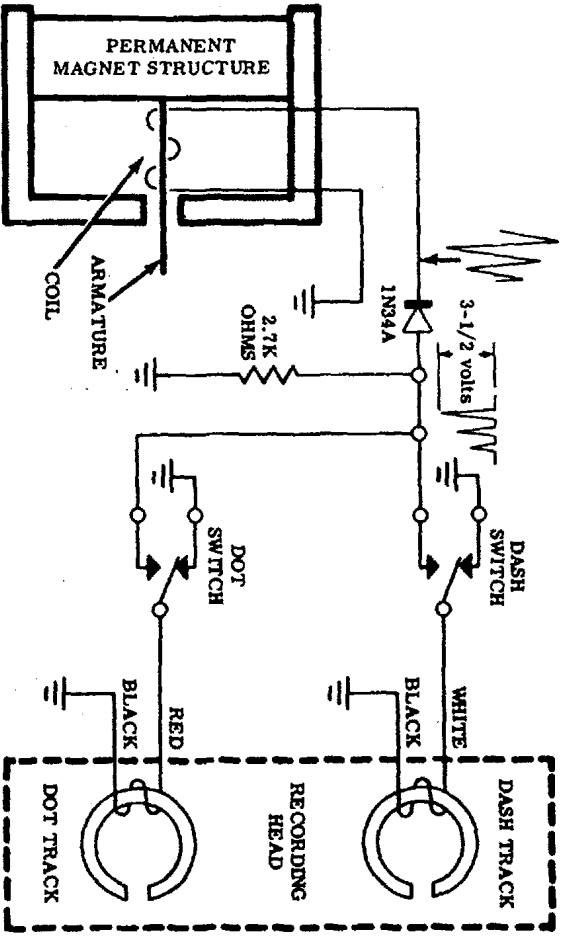 PERMANENT
MAGNET STRUCTURE
COIL
ARMATURE
1N34A
3-1/2 volts
2.7K
OHMS
DASH
SWITCH
DOT
SWITCH
WHITE
BLACK
RED
BLACK
DASH TRACK
RECORDING
HEAD
DOT TRACK